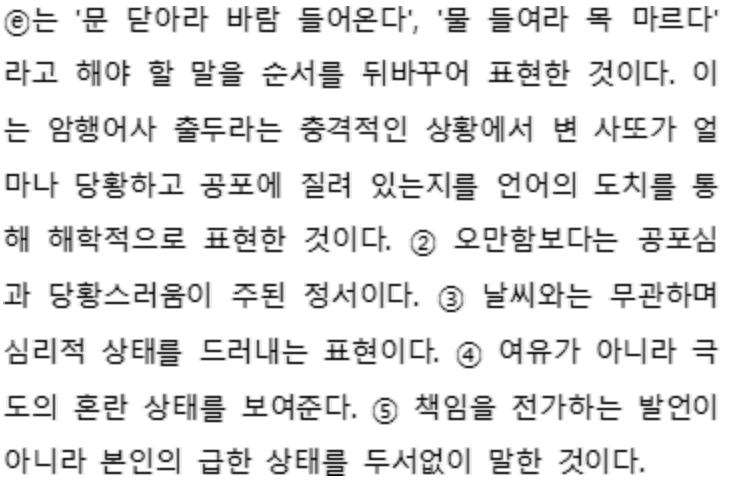 ⓔ는 '문 닫아라 바람 들어온다', '물 들여라 목 마르다'
라고 해야 할 말을 순서를 뒤바꾸어 표현한 것이다. 이
는 암행어사 출두라는 충격적인 상황에서 변 사또가 얼
마나 당황하고 공포에 질려 있는지를 언어의 도치를 통
해 해학적으로 표현한 것이다. ② 오만함보다는 공포심
과 당황스러움이 주된 정서이다. ③ 날씨와는 무관하며
심리적 상태를 드러내는 표현이다. ④ 여유가 아니라 극
도의 혼란 상태를 보여준다. ⑤ 책임을 전가하는 발언이
아니라 본인의 급한 상태를 두서없이 말한 것이다.